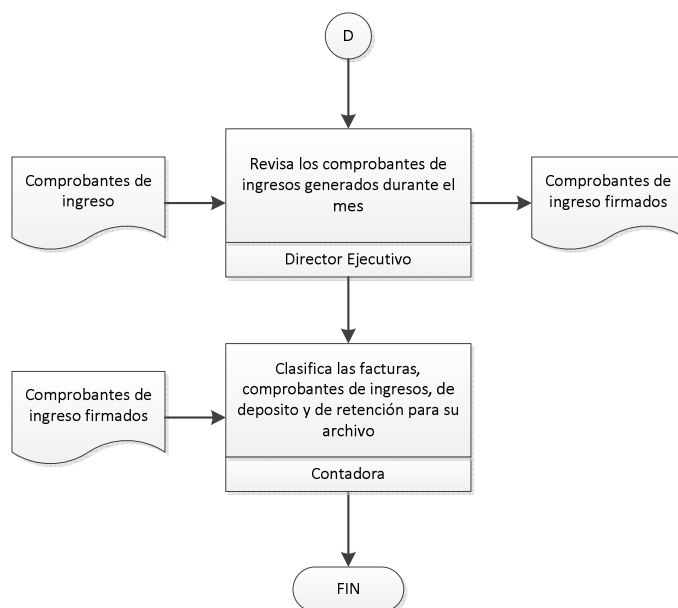 D
Revisa los comprobantes de
ingresos generados durante el
mes
Director Ejecutivo
Comprobantes de
ingreso
Comprobantes de
ingreso firmados
Clasifica las facturas,
comprobantes de ingresos, de
deposito y de retención para su
archivo
Contadora
Comprobantes de
ingreso firmados
FIN